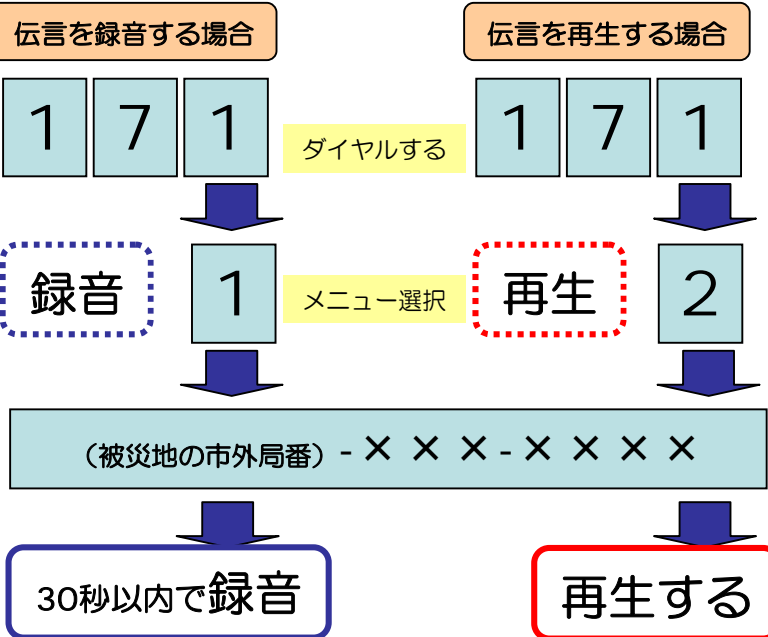 伝言を録音する場合 伝言を再生する場合
1 7 1 ダイヤルする 1 7 1
録音 1 メニュー選択 再生 2
（被災地の市外局番）-×××-××××
30秒以内で録音 再生する